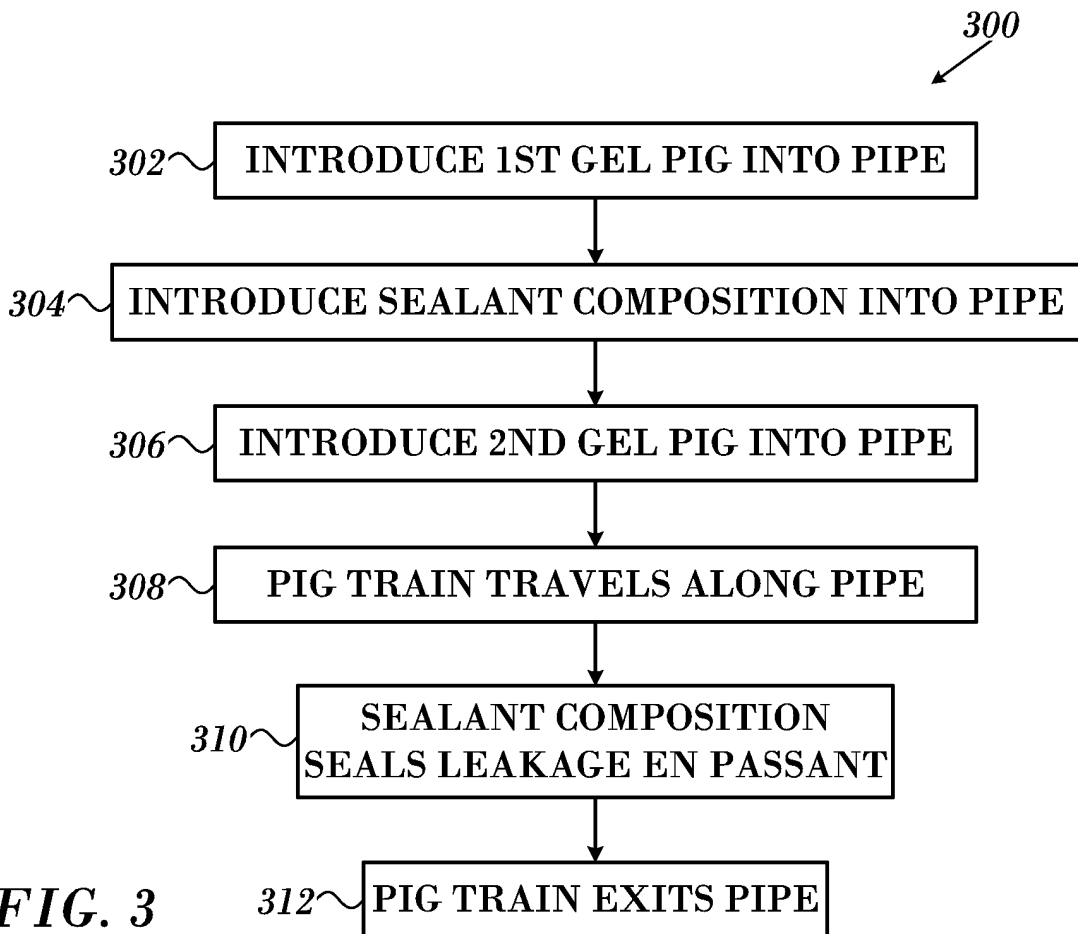 300
302 INTRODUCE 1ST GEL PIG INTO PIPE
304 INTRODUCE SEALANT COMPOSITION INTO PIPE
306 INTRODUCE 2ND GEL PIG INTO PIPE
308 PIG TRAIN TRAVELS ALONG PIPE
310 SEALANT COMPOSITION
SEALS LEAKAGE EN PASSANT
312 PIG TRAIN EXITS PIPE
FIG. 3